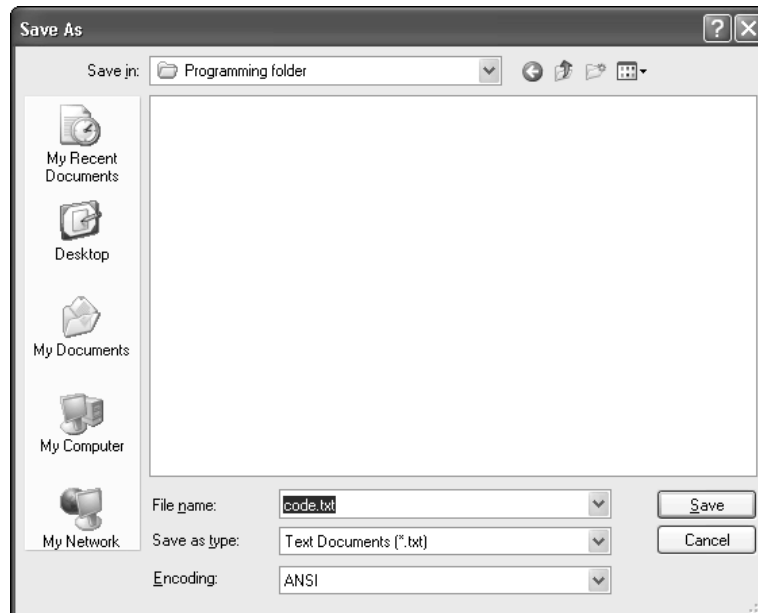 Save As
Save in:
Programming folder
My Recent
Documents
Desktop
My Documents
My Computer
My Network
File name:
code.txt
Save
Save as type:
Text Documents (*.txt)
Cancel
Encoding:
ANSI